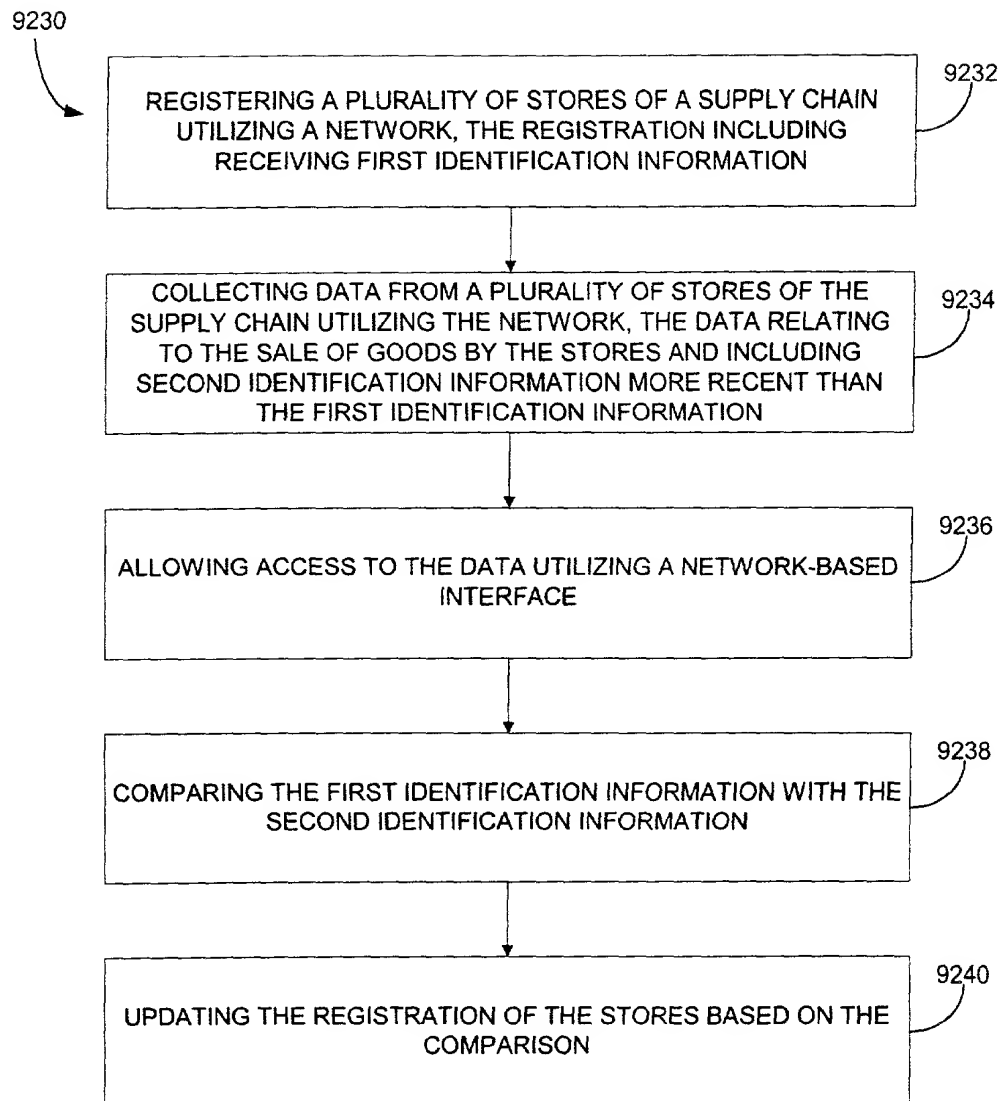 9230
9232
REGISTERING A PLURALITY OF STORES OF A SUPPLY CHAIN
UTILIZING A NETWORK, THE REGISTRATION INCLUDING
RECEIVING FIRST IDENTIFICATION INFORMATION
9234
COLLECTING DATA FROM A PLURALITY OF STORES OF THE
SUPPLY CHAIN UTILIZING THE NETWORK, THE DATA RELATING
TO THE SALE OF GOODS BY THE STORES AND INCLUDING
SECOND IDENTIFICATION INFORMATION MORE RECENT THAN
THE FIRST IDENTIFICATION INFORMATION
9236
ALLOWING ACCESS TO THE DATA UTILIZING A NETWORK-BASED
INTERFACE
9238
COMPARING THE FIRST IDENTIFICATION INFORMATION WITH THE
SECOND IDENTIFICATION INFORMATION
9240
UPDATING THE REGISTRATION OF THE STORES BASED ON THE
COMPARISON